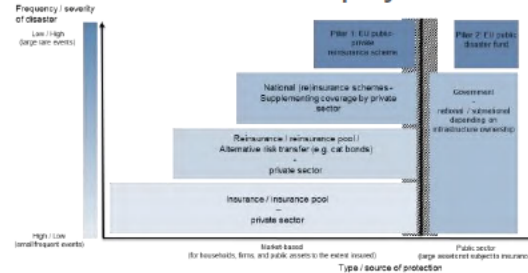 Frequency / severity
of disaster
Low / High
(large rare events)
Pillar 1: EU public-
private
reinsurance scheme
Pillar 2: EU public
disaster fund
National (re)insurance schemes -
Supplementing coverage by private
sector
Government
–
national / subnational
depending on
infrastructure ownership
Reinsurance / reinsurance pool /
Alternative risk transfer (e.g. cat bonds)
–
private sector
Insurance / insurance pool
–
private sector
High / Low
(small frequent events)
Market-based
(for households, firms, and public assets to the extent insured)
Public sector
(large assets not subject to insurance)
Type / source of protection